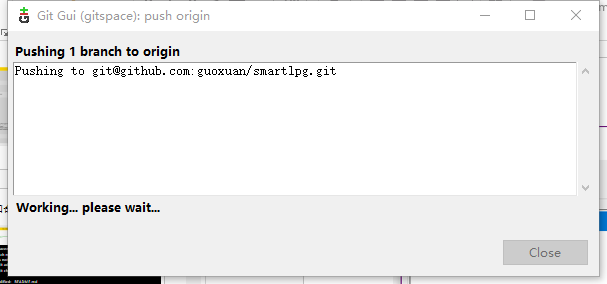 Git Gui (gitspace): push origin
Pushing 1 branch to origin
Pushing to git@github.com:guoxuan/smartlpg.git
Working... please wait...
Close